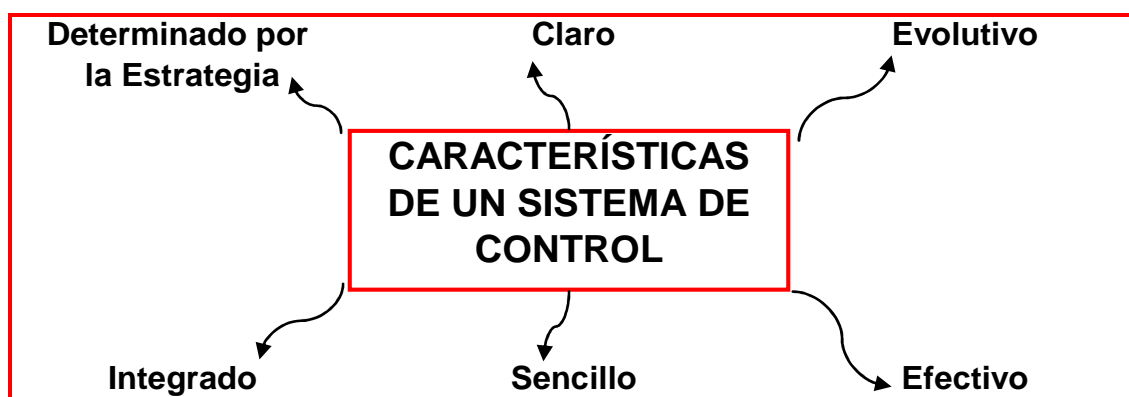 Determinado por
la Estrategia
Claro
Evolutivo
CARACTERÍSTICAS
DE UN SISTEMA DE
CONTROL
Integrado
Sencillo
Efectivo